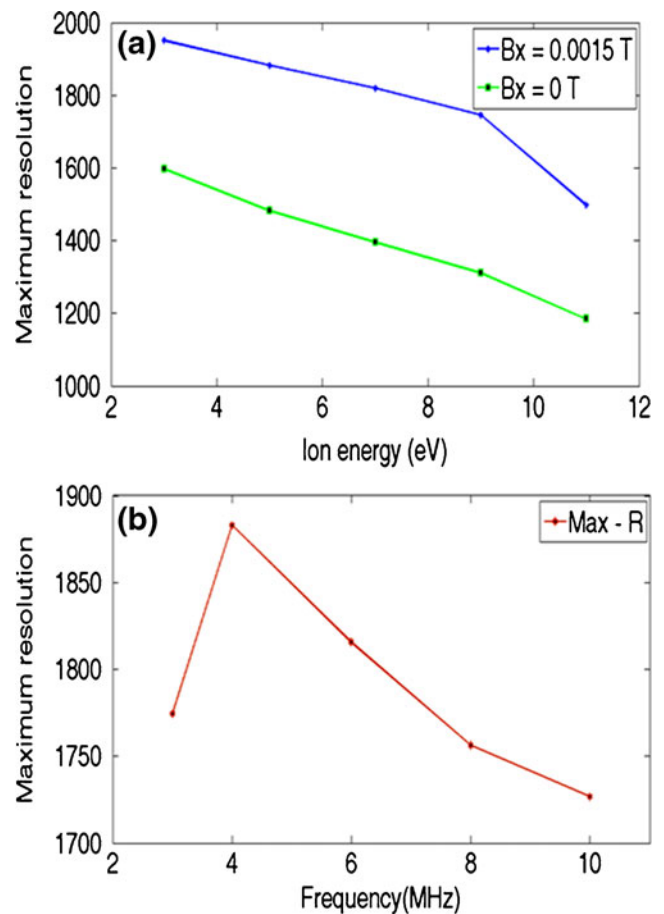 (a)
Bx = 0.0015 T
Bx = 0 T
Maximum resolution
2000
1800
1600
1400
1200
1000
2 4 6 8 10 12
Ion energy (eV)
(b)
Max - R
Maximum resolution
1900
1850
1800
1750
1700
2 4 6 8 10
Frequency(MHz)